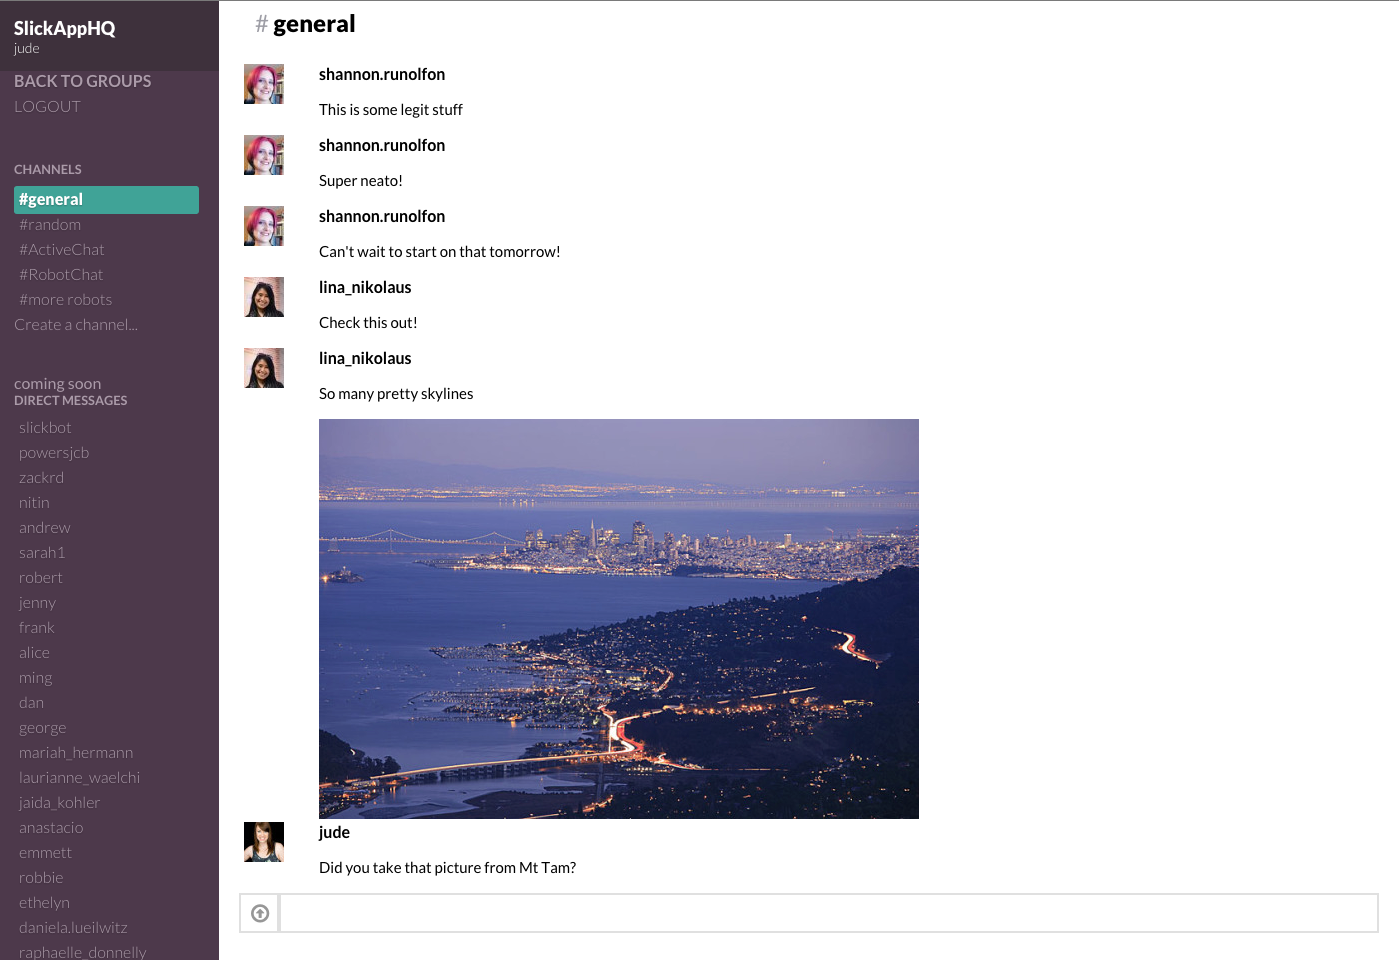 SlickAppHQ
jude
BACK TO GROUPS
LOGOUT
CHANNELS
#general
#random
#ActiveChat
#RobotChat
#more robots
Create a channel...
coming soon
DIRECT MESSAGES
slickbot
powersjcb
zackrd
nitin
andrew
sarah1
robert
jenny
frank
alice
ming
dan
george
mariah_hermann
laurianne_waelchi
jaida_kohler
anastacio
emmett
robbie
ethelyn
daniela.lueilwitz
raphaelle_donnelly
# general
shannon.runolfon
This is some legit stuff
shannon.runolfon
Super neato!
shannon.runolfon
Can't wait to start on that tomorrow!
lina_nikolaus
Check this out!
lina_nikolaus
So many pretty skylines
jude
Did you take that picture from Mt Tam?